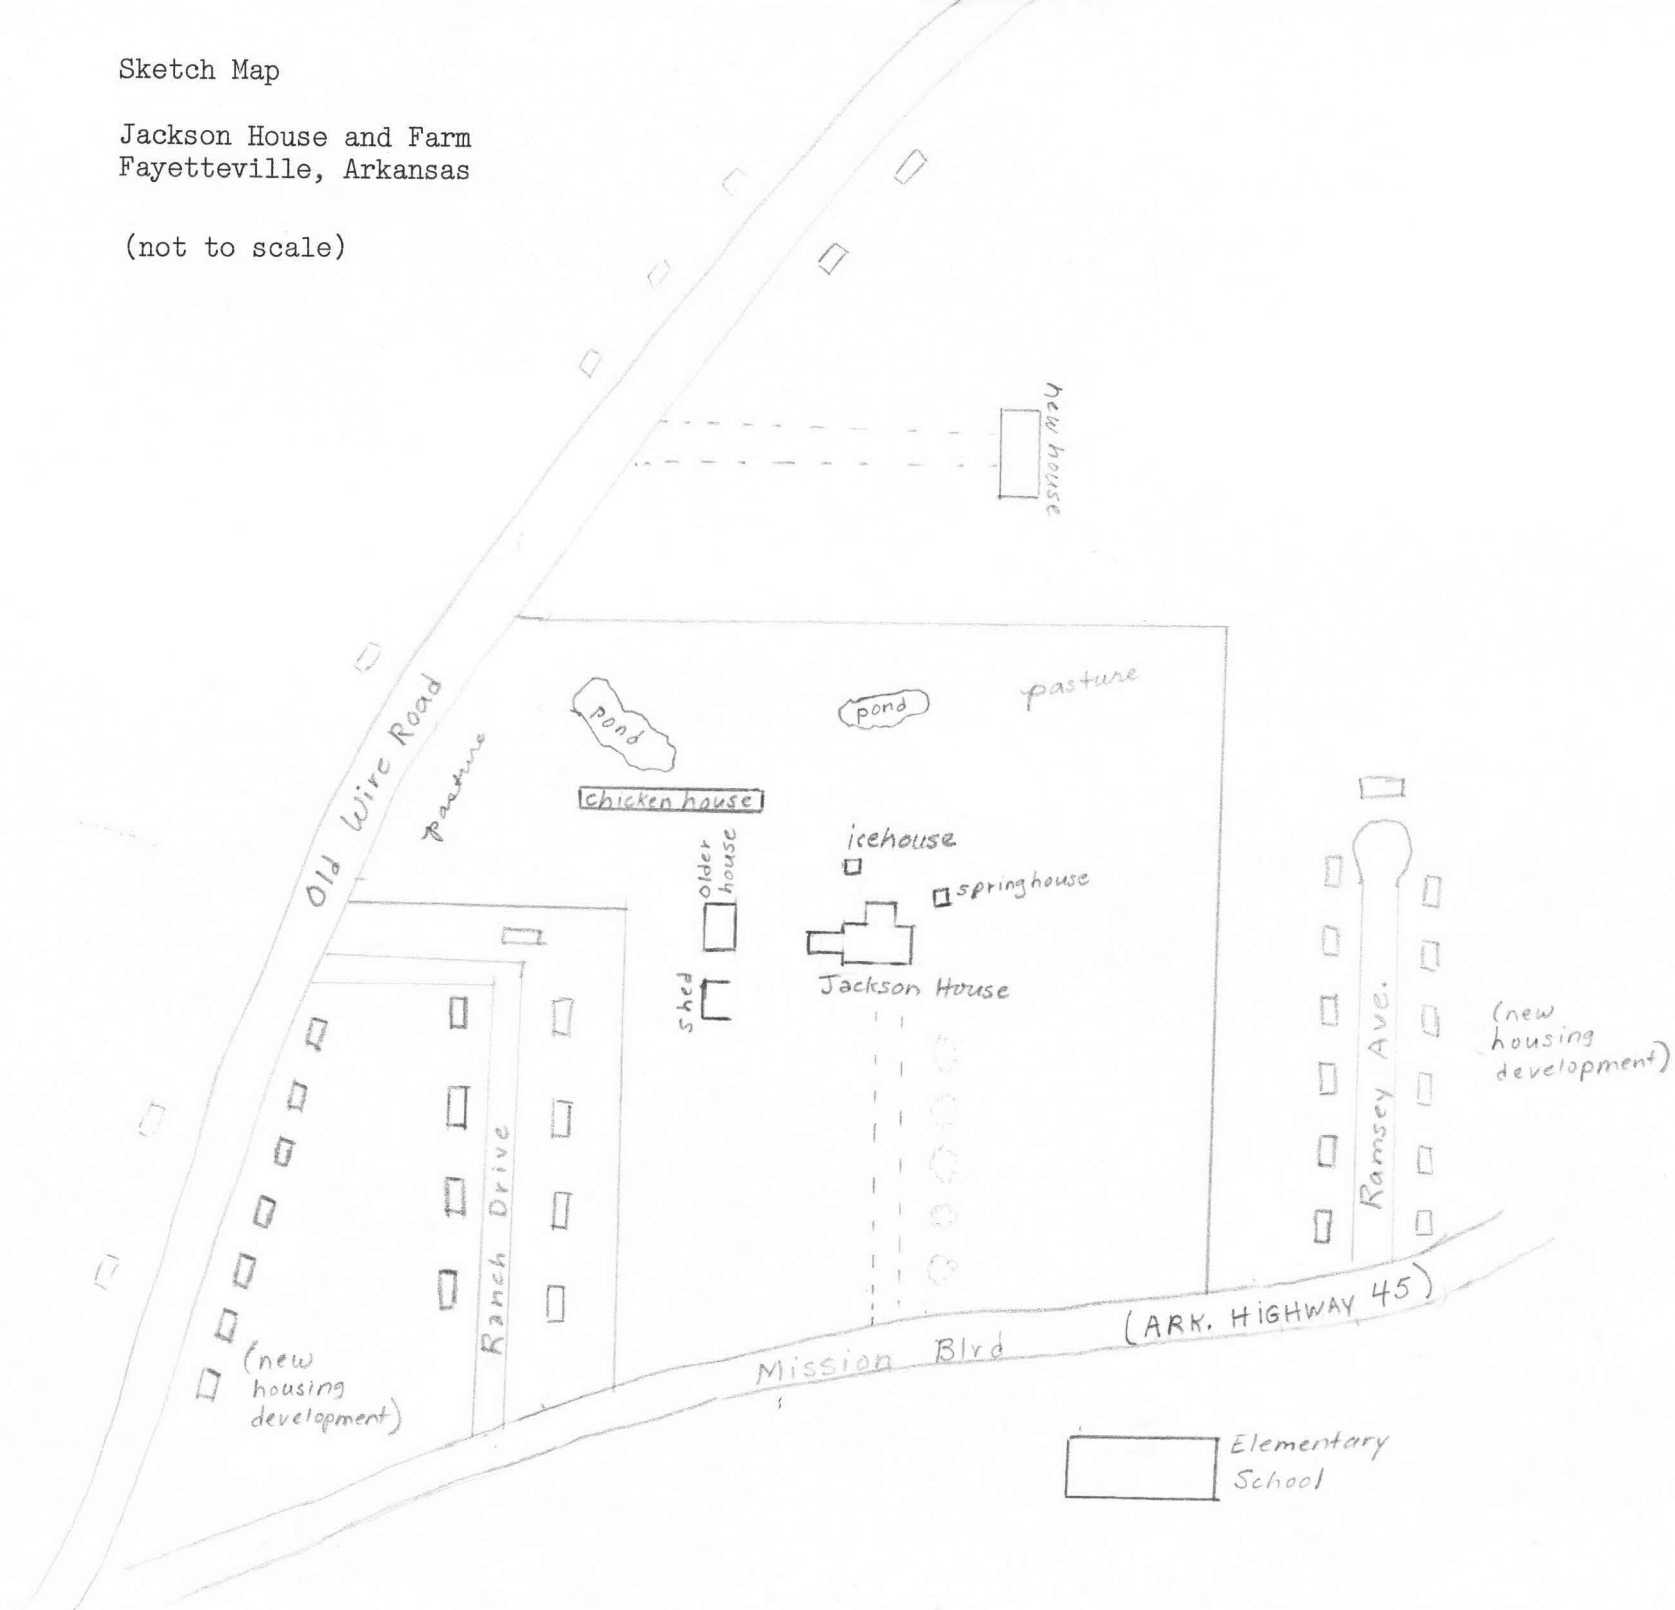 Sketch Map
Jackson House and Farm
Fayetteville, Arkansas
(not to scale)
new house
Old Wire Road
pasture
pond
pond
pasture
chicken house
older
house
icehouse
springhouse
shed
Jackson House
Ranch Drive
Ramsey Ave.
(new
housing
development)
(new
housing
development)
Mission Blvd
(ARK. HIGHWAY 45)
Elementary
School